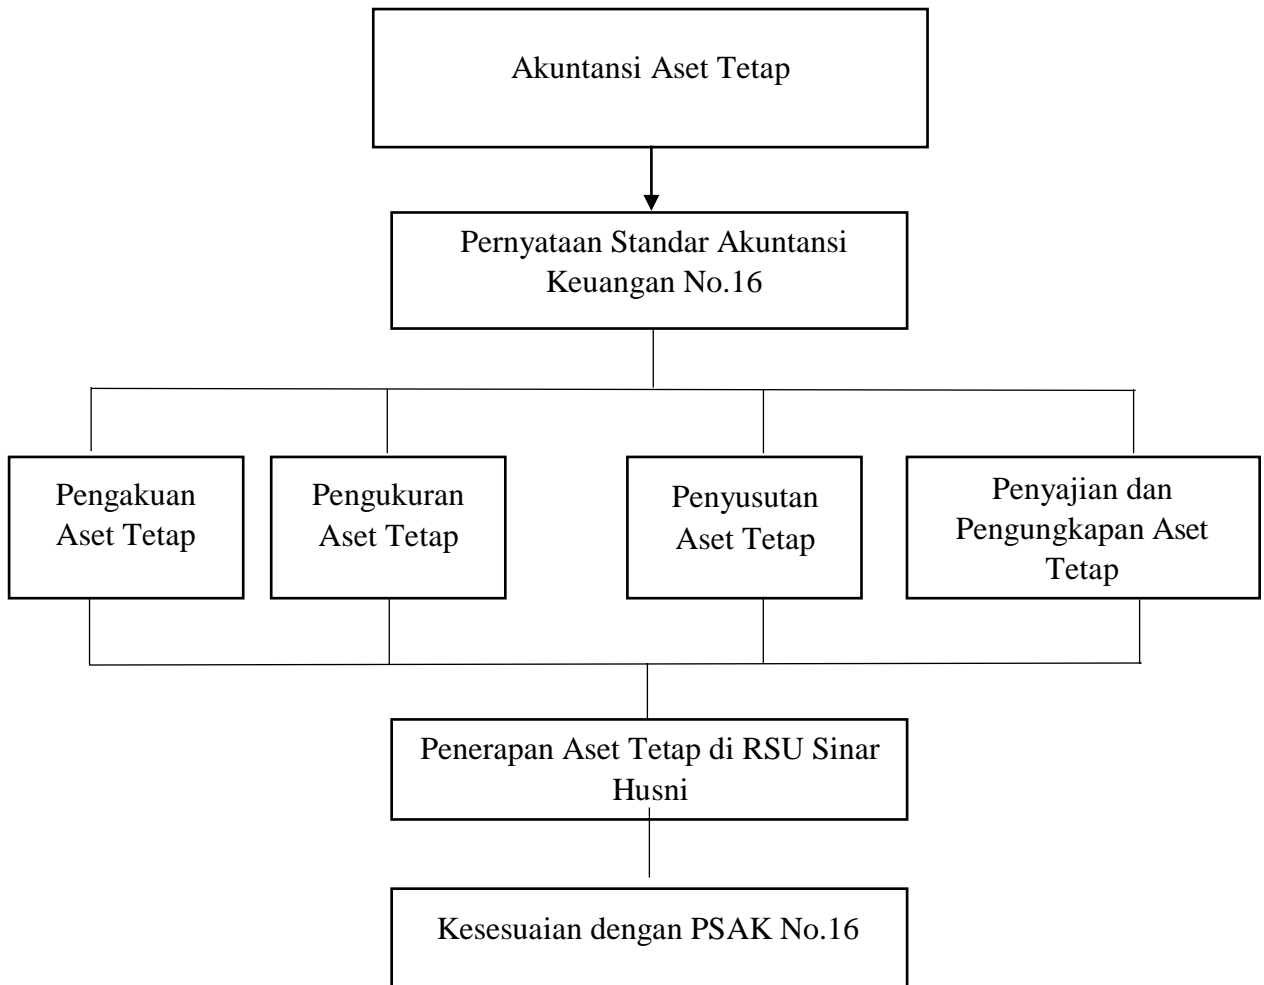 Akuntansi Aset Tetap
Pernyataan Standar Akuntansi
Keuangan No.16
Pengakuan
Aset Tetap
Pengukuran
Aset Tetap
Penyusutan
Aset Tetap
Penyajian dan
Pengungkapan Aset
Tetap
Penerapan Aset Tetap di RSU Sinar
Husni
Kesesuaian dengan PSAK No.16